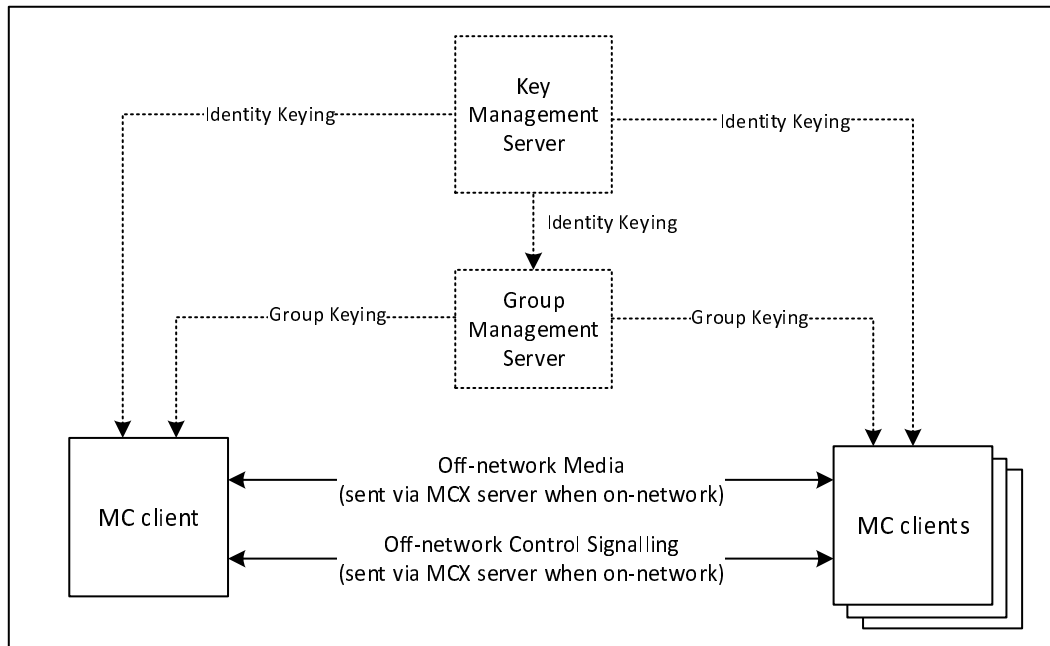 Key
Management
Server
Identity Keying
Identity Keying
Identity Keying
Group
Management
Server
Group Keying
Group Keying
Off-network Media
(sent via MCX server when on-network)
MC client
MC clients
Off-network Control Signalling
(sent via MCX server when on-network)